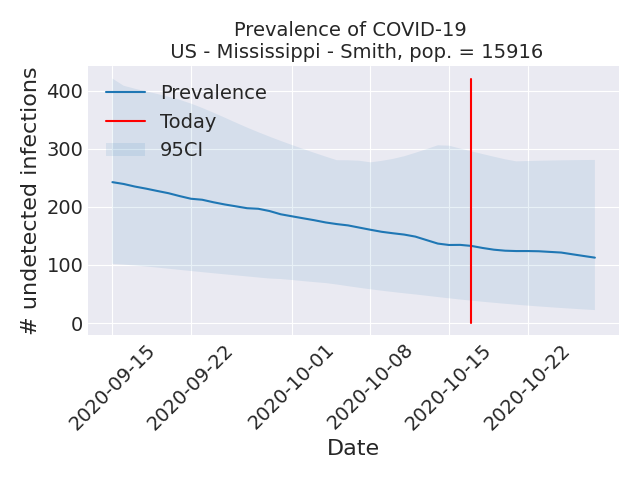 Prevalence of COVID-19
US - Mississippi - Smith, pop. = 15916
# undetected infections
400
300
200
100
0
Prevalence
Today
95CI
2020-09-15
2020-09-22
2020-10-01
2020-10-08
2020-10-15
2020-10-22
Date